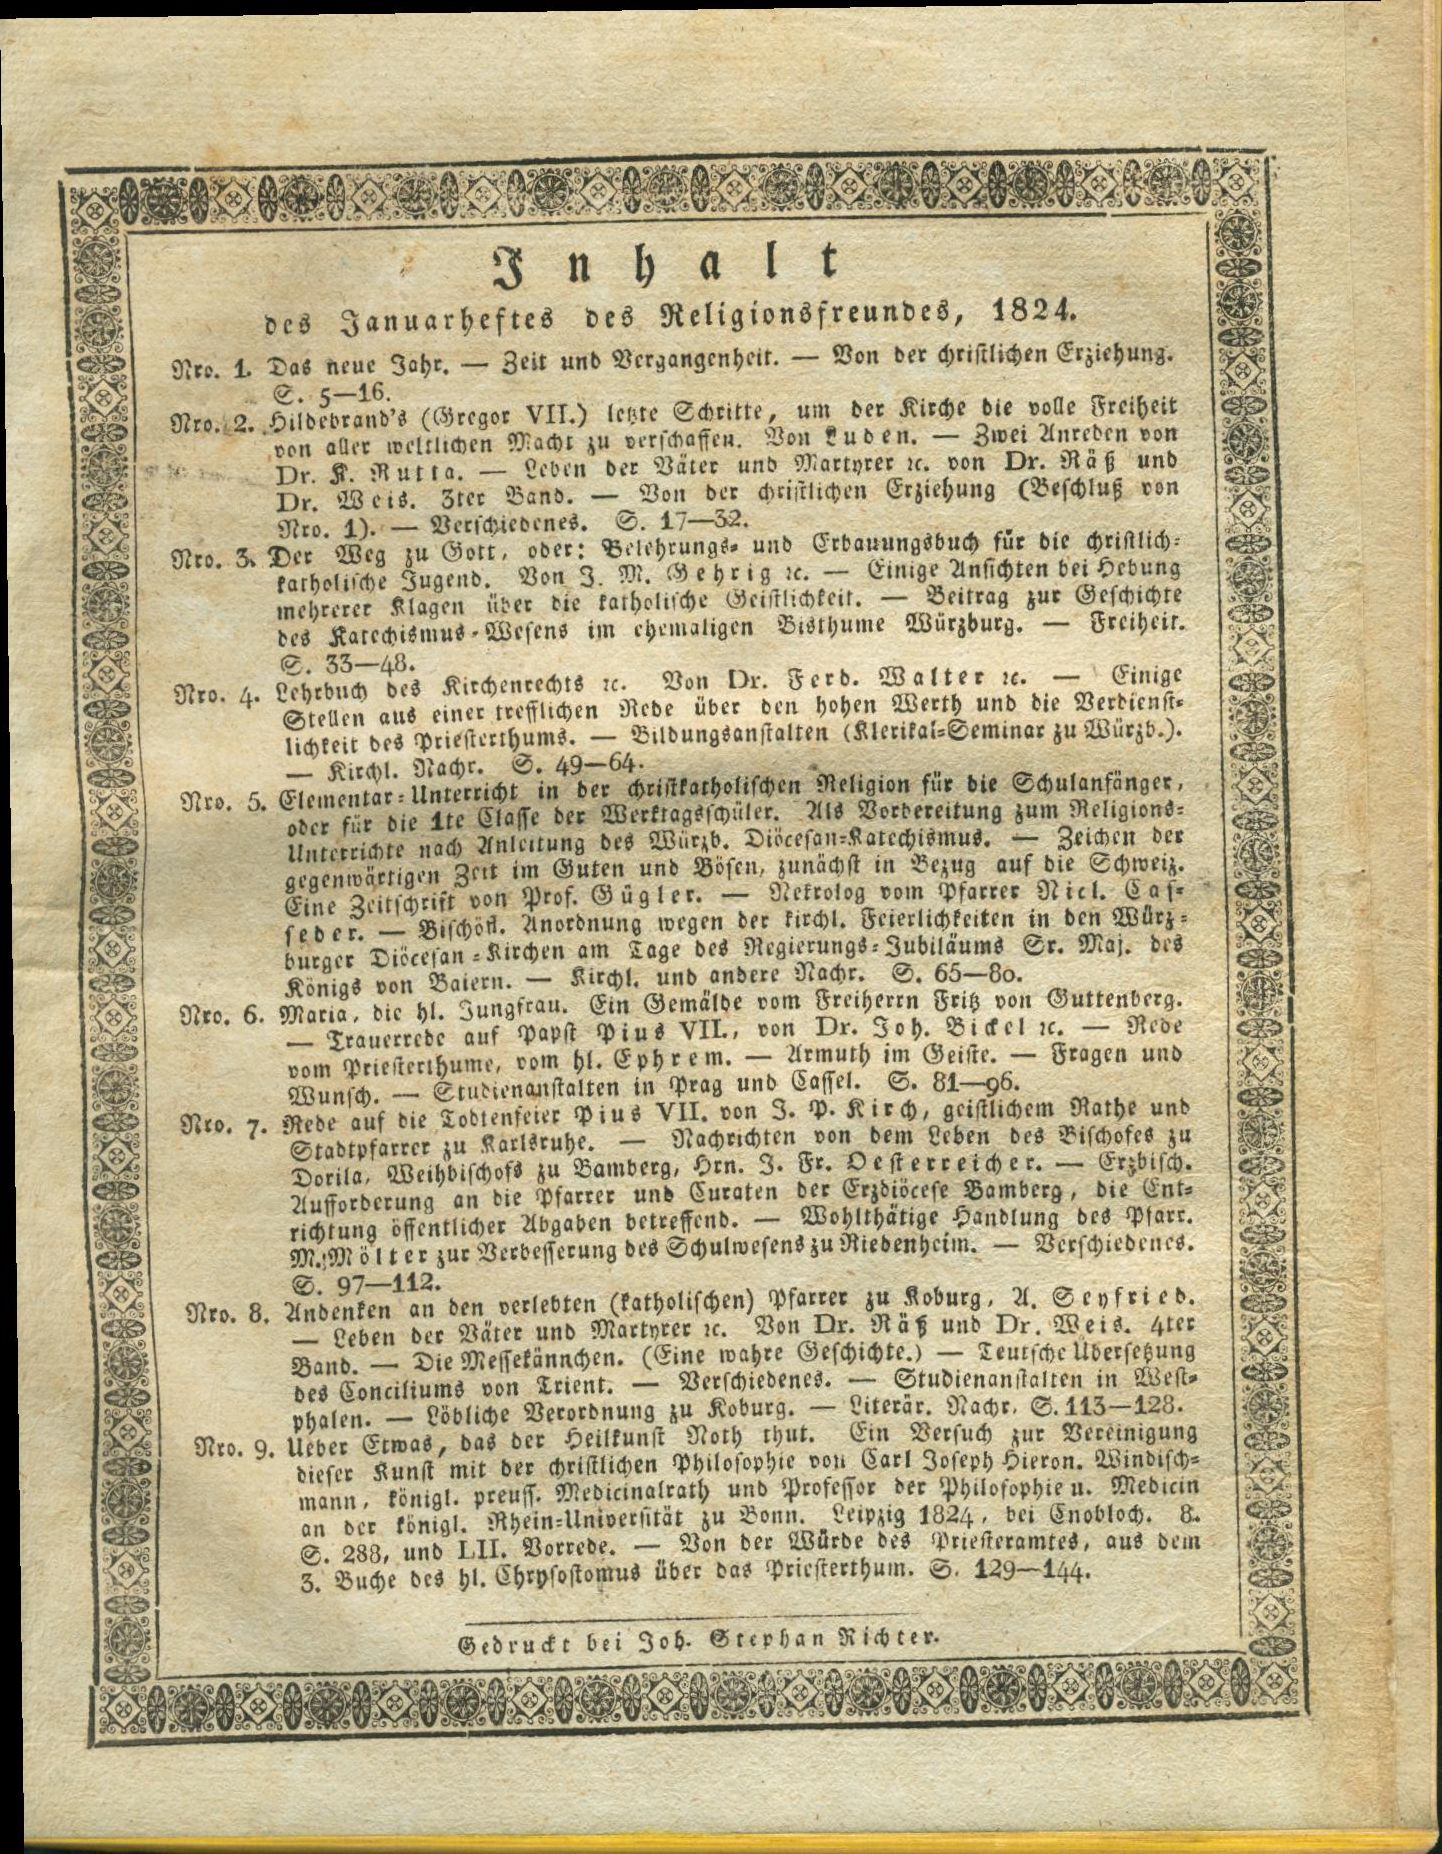 Inhalt
des Januarheftes des Religionsfreundes, 1824.
Nro. 1. Das neue Jahr. — Zeit und Vergangenheit. — Von der christlichen Erziehung.
S. 5—16.
Nro. 2. Hildebrand's (Gregor VII.) letzte Schritte, um der Kirche die volle Freiheit
von aller weltlichen Macht zu verschaffen. Von Luden. — Zwei Anreden von
Dr. K. Rutta. — Leben der Väter und Martyrer ꝛc. von Dr. Räß und
Dr. Weis. 3ter Band. — Von der christlichen Erziehung (Beschluß von
Nro. 1). — Verschiedenes. S. 17—32.
Nro. 3. Der Weg zu Gott, oder: Belehrungs- und Erbauungsbuch für die christlich-
katholische Jugend. Von J. M. Gehrig ꝛc. — Einige Ansichten bei Hebung
mehrerer Klagen über die katholische Geistlichkeit. — Beitrag zur Geschichte
des Katechismus-Wesens im ehemaligen Bisthume Würzburg. — Freiheit.
S. 33—48.
Nro. 4. Lehrbuch des Kirchenrechts ꝛc. Von Dr. Ferd. Walter ꝛc. — Einige
Stellen aus einer trefflichen Rede über den hohen Werth und die Verdienst-
lichkeit des Priesterthums. — Bildungsanstalten (Klerikal-Seminar zu Würzb.).
— Kirchl. Nachr. S. 49—64.
Nro. 5. Elementar-Unterricht in der christkatholischen Religion für die Schulanfänger,
oder für die 1te Classe der Werktagsschüler. Als Vorbereitung zum Religions-
Unterrichte nach Anleitung des Würzb. Diöcesan-Katechismus. — Zeichen der
gegenwärtigen Zeit im Guten und Bösen, zunächst in Bezug auf die Schweiz.
Eine Zeitschrift von Prof. Gügler. — Nekrolog vom Pfarrer Nicl. Cas-
seder. — Bischöfl. Anordnung wegen der kirchl. Feierlichkeiten in den Würz-
burger Diöcesan-Kirchen am Tage des Regierungs-Jubiläums Sr. Maj. des
Königs von Baiern. — Kirchl. und andere Nachr. S. 65—80.
Nro. 6. Maria, die hl. Jungfrau. Ein Gemälde vom Freiherrn Fritz von Guttenberg.
— Trauerrede auf Papst Pius VII., von Dr. Joh. Bickel ꝛc. — Rede
vom Priesterthume, vom hl. Ephrem. — Armuth im Geiste. — Fragen und
Wunsch. — Studienanstalten in Prag und Cassel. S. 81—96.
Nro. 7. Rede auf die Todtenfeier Pius VII. von J. P. Kirch, geistlichem Rathe und
Stadtpfarrer zu Karlsruhe. — Nachrichten von dem Leben des Bischofes zu
Dorila, Weihbischofs zu Bamberg, Hrn. J. Fr. Oesterreicher. — Erzbisch.
Aufforderung an die Pfarrer und Curaten der Erzdiöcese Bamberg, die Ent-
richtung öffentlicher Abgaben betreffend. — Wohlthätige Handlung des Pfarr.
M. Mölter zur Verbesserung des Schulwesens zu Riedenheim. — Verschiedenes.
S. 97—112.
Nro. 8. Andenken an den verlebten (katholischen) Pfarrer zu Koburg, A. Seyfried.
— Leben der Väter und Martyrer ꝛc. Von Dr. Räß und Dr. Weis. 4ter
Band. — Die Messekännchen. (Eine wahre Geschichte.) — Teutsche Übersetzung
des Conciliums von Trient. — Verschiedenes. — Studienanstalten in West-
phalen. — Löbliche Verordnung zu Koburg. — Literär. Nachr. S. 113—128.
Nro. 9. Ueber Etwas, das der Heilkunst Noth thut. Ein Versuch zur Vereinigung
dieser Kunst mit der christlichen Philosophie von Carl Joseph Hieron. Windisch-
mann, königl. preuss. Medicinalrath und Professor der Philosophie u. Medicin
an der königl. Rhein-Universität zu Bonn. Leipzig 1824, bei Cnobloch. 8.
S. 288, und LII. Vorrede. — Von der Würde des Priesteramtes, aus dem
3. Buche des hl. Chrysostomus über das Priesterthum. S. 129—144.
Gedruckt bei Joh. Stephan Richter.